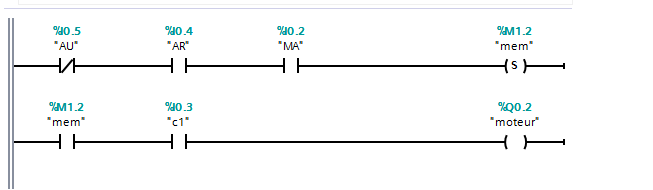 %I0.5 %I0.4 %I0.2 %M1.2
"AU" "AR" "MA" "mem"
S
%M1.2 %I0.3 %Q0.2
"mem" "c1" "moteur"